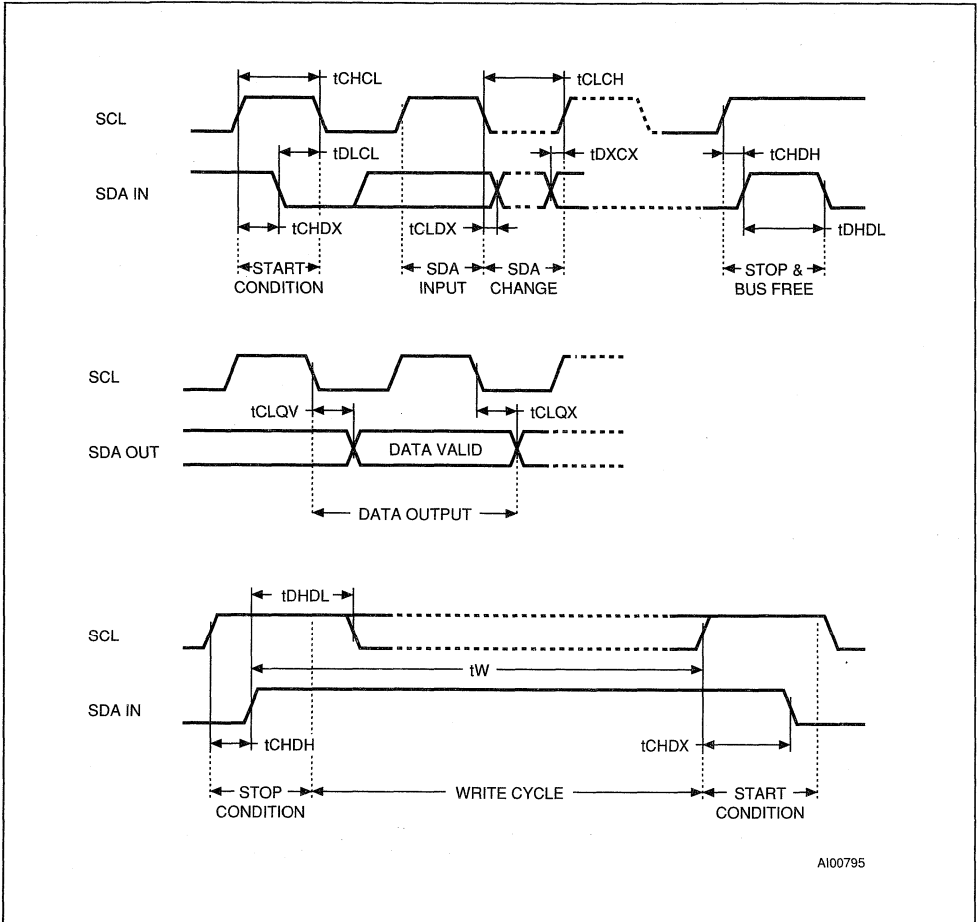 tCHCL
tCLCH
SCL
tDLCL
tDXCX
tCHDH
SDA IN
tCHDX
tCLDX
tDHDL
START
CONDITION
SDA
INPUT
SDA
CHANGE
STOP &
BUS FREE
SCL
tCLQV
tCLQX
SDA OUT
DATA VALID
DATA OUTPUT
tDHDL
SCL
tW
SDA IN
tCHDH
tCHDX
STOP
CONDITION
WRITE CYCLE
START
CONDITION
AI00795